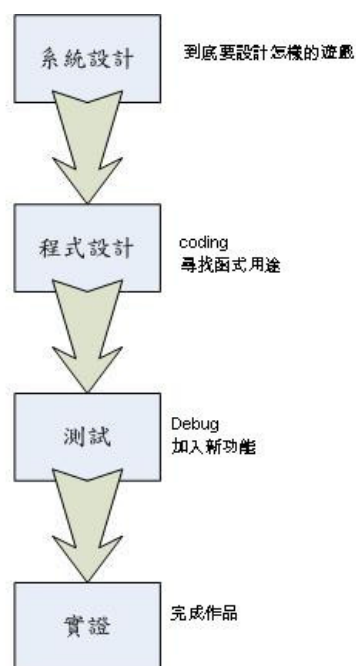 系統設計
到底要設計怎樣的遊戲
程式設計
coding
尋找函式用途
測試
Debug
加入新功能
實證
完成作品